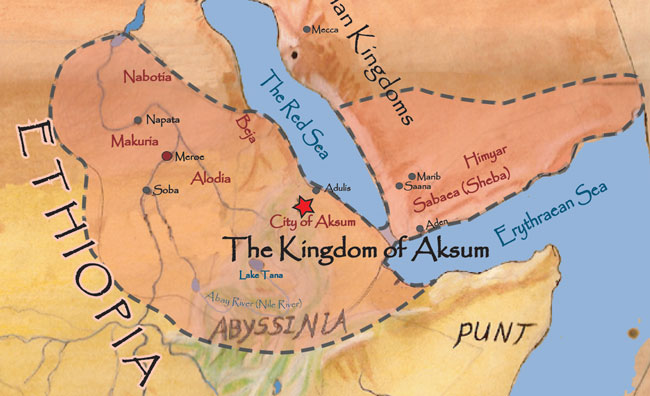 Mecca
ian Kingdoms
Nabotia
The Red Sea
Napata
Beja
Makuria
Meroe
Himyar
Marib
Saana
Sabaea (Sheba)
Soba
Alodia
Adulis
City of Aksum
Aden
Erythraean Sea
The Kingdom of Aksum
Lake Tana
Abay River (Nile River)
ABYSSINIA
PUNT
ETHIOPIA